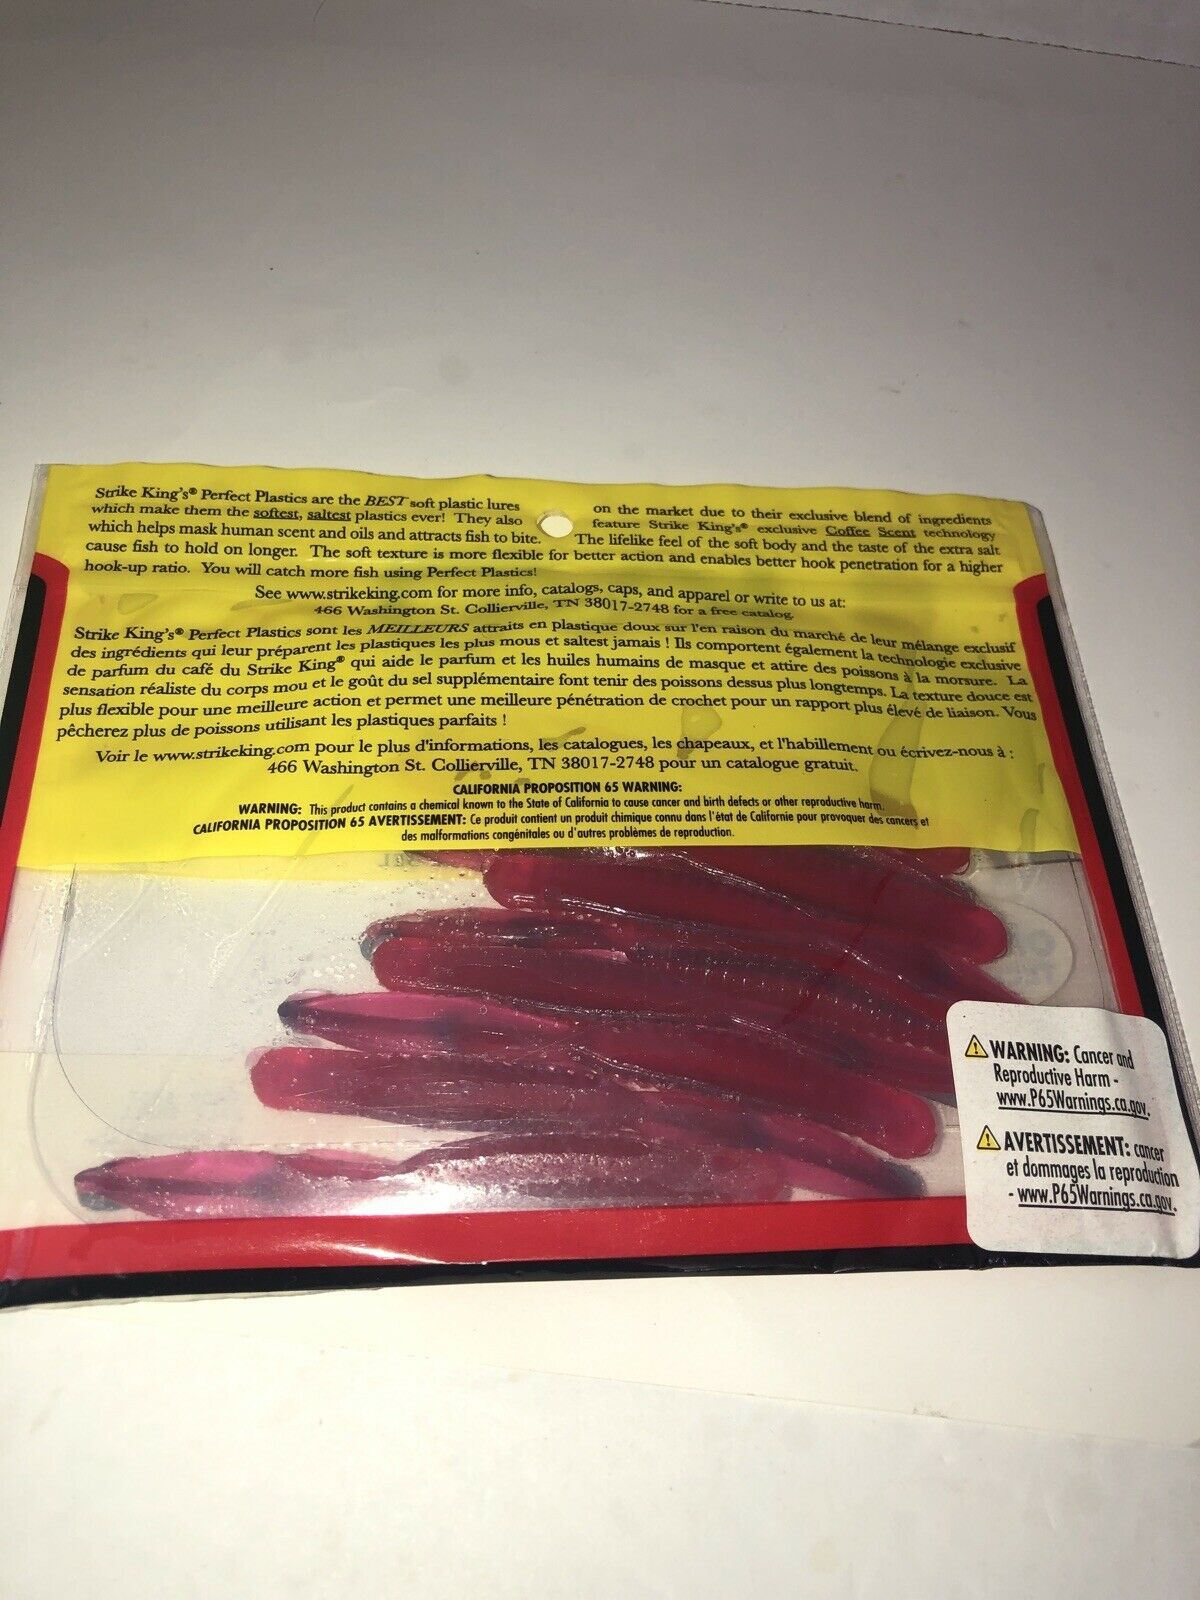 Strike King's® Perfect Plastics are the BEST soft plastic lures on the market due to their exclusive blend of ingredients
which make them the softest, saltest plastics ever! They also feature Strike King's® exclusive Coffee Scent technology
which helps mask human scent and oils and attracts fish to bite. The lifelike feel of the soft body and the taste of the extra salt
cause fish to hold on longer. The soft texture is more flexible for better action and enables better hook penetration for a higher
hook-up ratio. You will catch more fish using Perfect Plastics!
See www.strikeking.com for more info, catalogs, caps, and apparel or write to us at:
466 Washington St. Collierville, TN 38017-2748 for a free catalog.
Strike King's® Perfect Plastics sont les MEILLEURS attraits en plastique doux sur l'en raison du marché de leur mélange exclusif
des ingrédients qui leur préparent les plastiques les plus mous et saltest jamais ! Ils comportent également la technologie exclusive
de parfum du café du Strike King® qui aide le parfum et les huiles humains de masque et attire des poissons à la morsure. La
sensation réaliste du corps mou et le goût du sel supplémentaire font tenir des poissons dessus plus longtemps. La texture douce est
plus flexible pour une meilleure action et permet une meilleure pénétration de crochet pour un rapport plus élevé de liaison. Vous
pêcherez plus de poissons utilisant les plastiques parfaits !
Voir le www.strikeking.com pour le plus d'informations, les catalogues, les chapeaux, et l'habillement ou écrivez-nous à :
466 Washington St. Collierville, TN 38017-2748 pour un catalogue gratuit.
CALIFORNIA PROPOSITION 65 WARNING:
WARNING: This product contains a chemical known to the State of California to cause cancer and birth defects or other reproductive harm.
CALIFORNIA PROPOSITION 65 AVERTISSEMENT: Ce produit contient un produit chimique connu dans l'état de Californie pour provoquer des cancers et
des malformations congénitales ou d'autres problèmes de reproduction.
WARNING: Cancer and
Reproductive Harm -
www.P65Warnings.ca.gov.
AVERTISSEMENT: cancer
et dommages la reproduction
- www.P65Warnings.ca.gov.